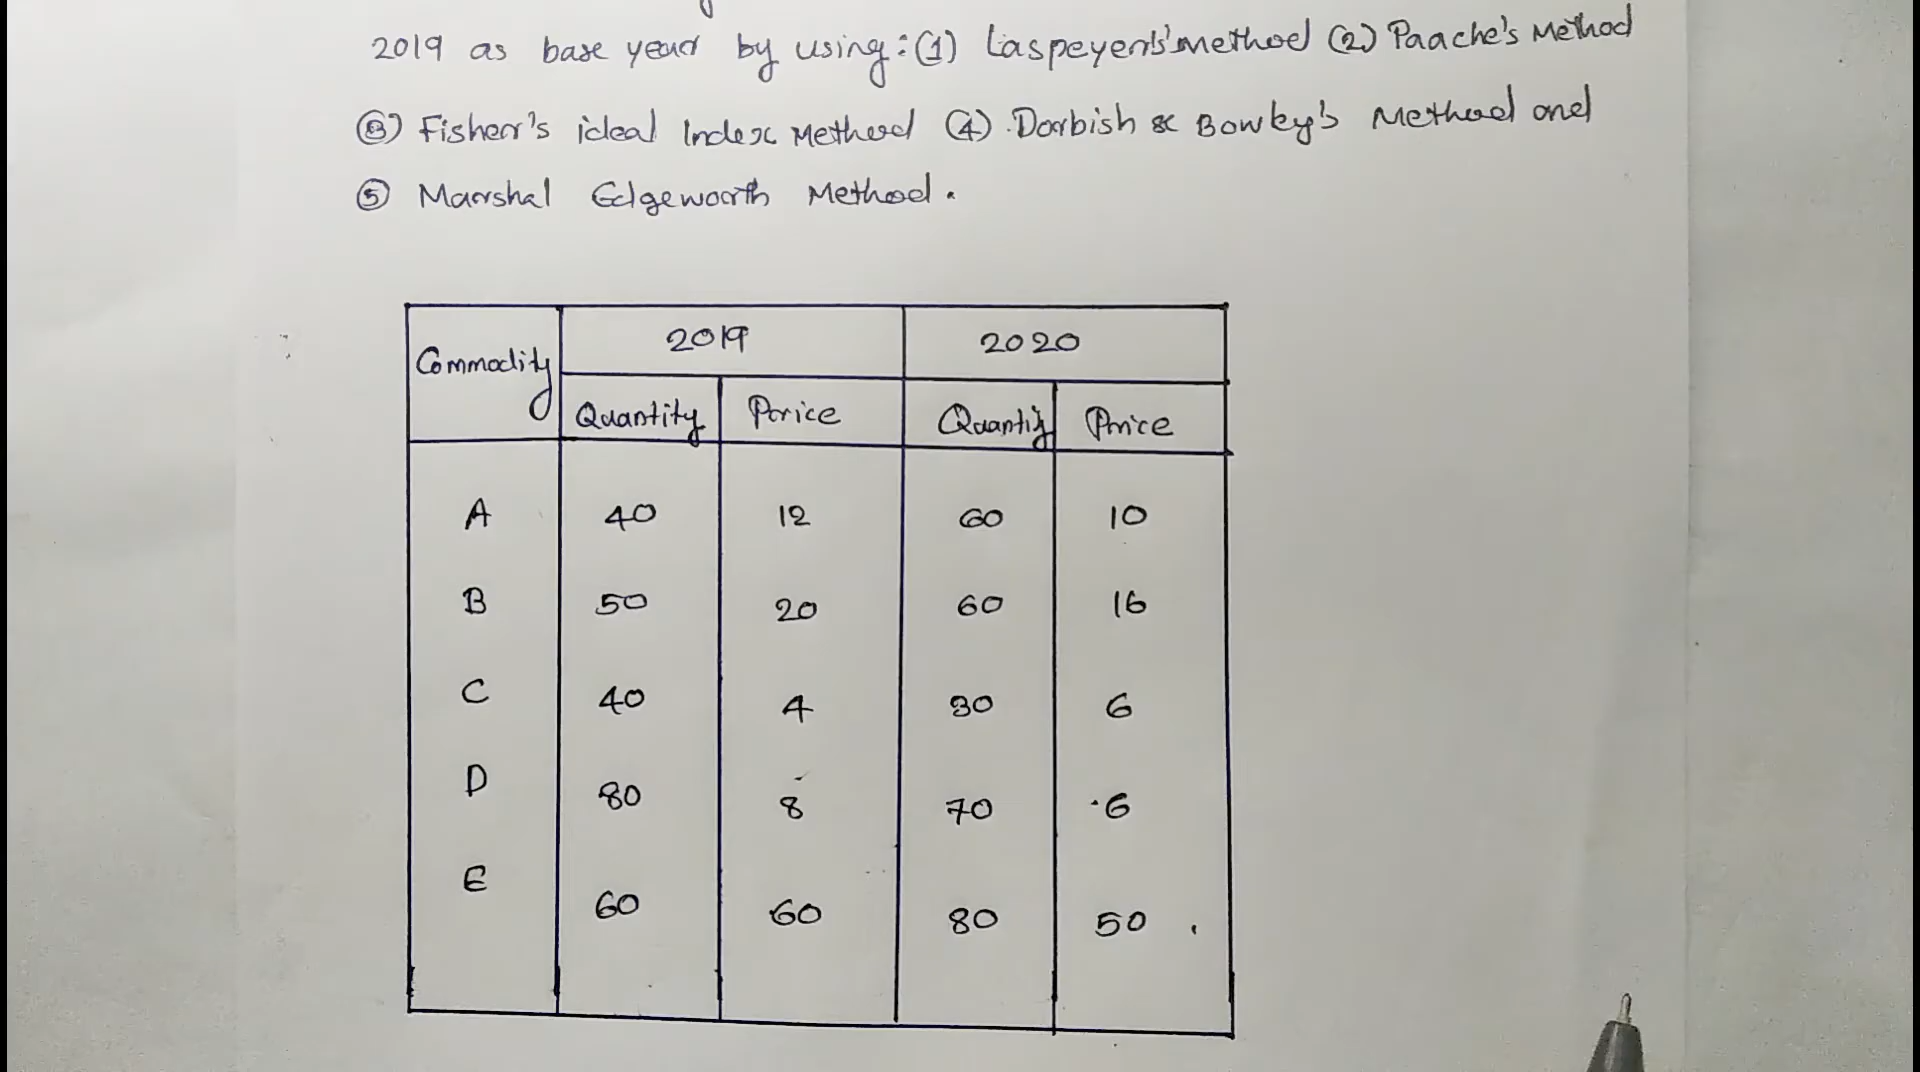 2019 as base year by using: (1) Laspeyer's method (2) Paache's Method
(3) Fisher's ideal Index Method (4) Dorbish & Bowley's Method and
(5) Marshal Edgeworth Method.
Commodity 2019 2020
Quantity Price Quantity Price
A 40 12 60 10
B 50 20 60 16
C 40 4 30 6
D 80 8 70 6
E 60 60 80 50